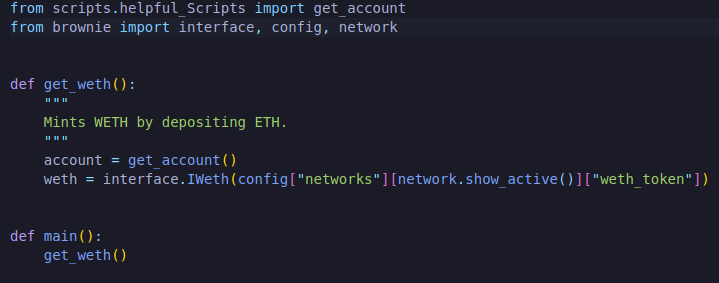 from scripts.helpful_Scripts import get_account
from brownie import interface, config, network
def get_weth():
    """
    Mints WETH by depositing ETH.
    """
    account = get_account()
    weth = interface.IWeth(config["networks"][network.show_active()]["weth_token"])
def main():
    get_weth()